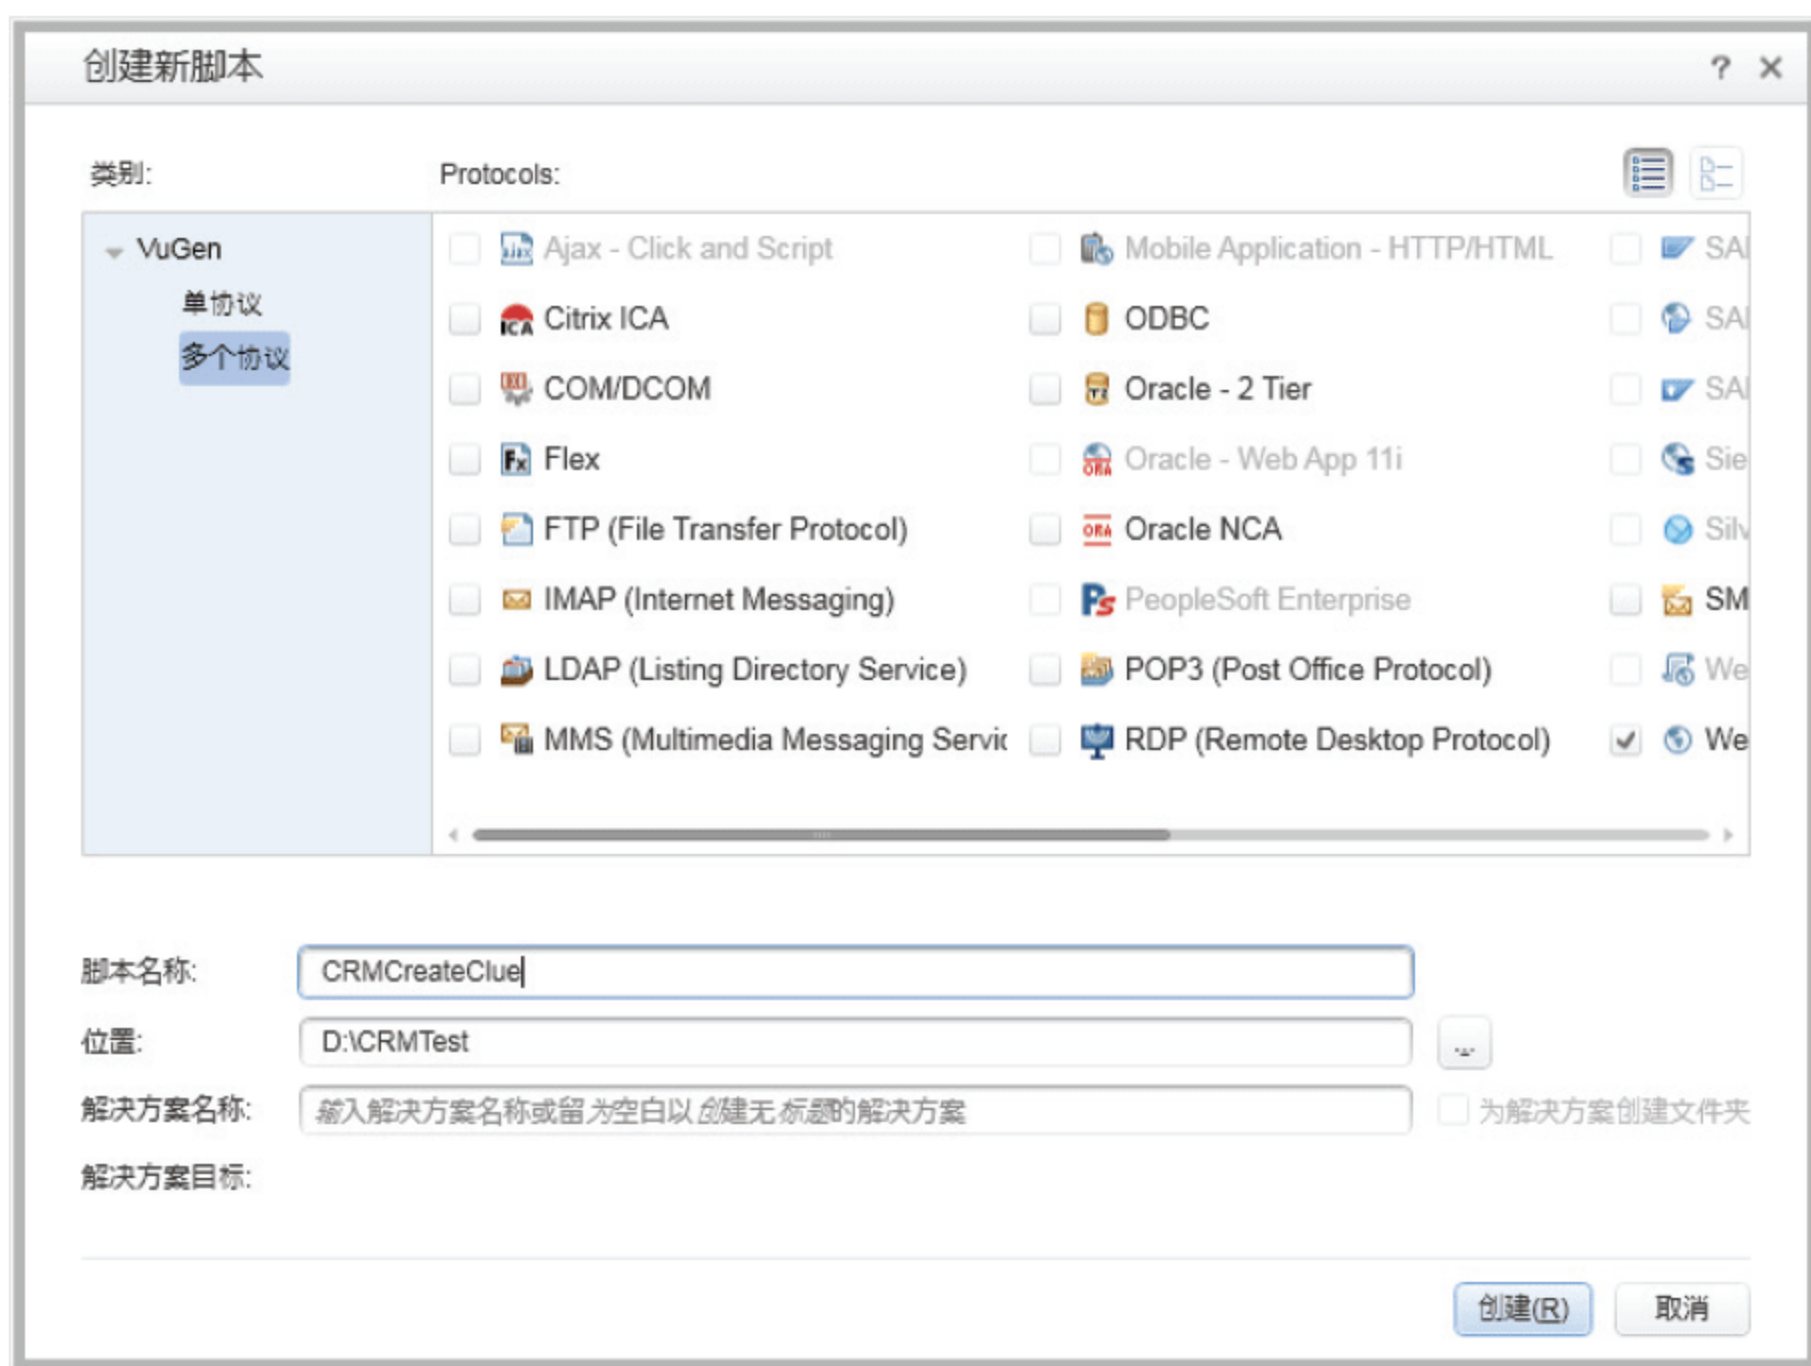 创建新脚本
类别:
Protocols:
VuGen
单协议
多个协议
Ajax - Click and Script
Citrix ICA
COM/DCOM
Flex
FTP (File Transfer Protocol)
IMAP (Internet Messaging)
LDAP (Listing Directory Service)
MMS (Multimedia Messaging Servic
Mobile Application - HTTP/HTML
ODBC
Oracle - 2 Tier
Oracle - Web App 11i
Oracle NCA
PeopleSoft Enterprise
POP3 (Post Office Protocol)
RDP (Remote Desktop Protocol)
SA
SA
SA
Sie
Silv
SM
We
We
脚本名称: CRMCreateClue
位置: D:\CRMTest
...
解决方案名称: 输入解决方案名称或留为空白以创建无标题的解决方案
为解决方案创建文件夹
解决方案目标:
创建(R)
取消